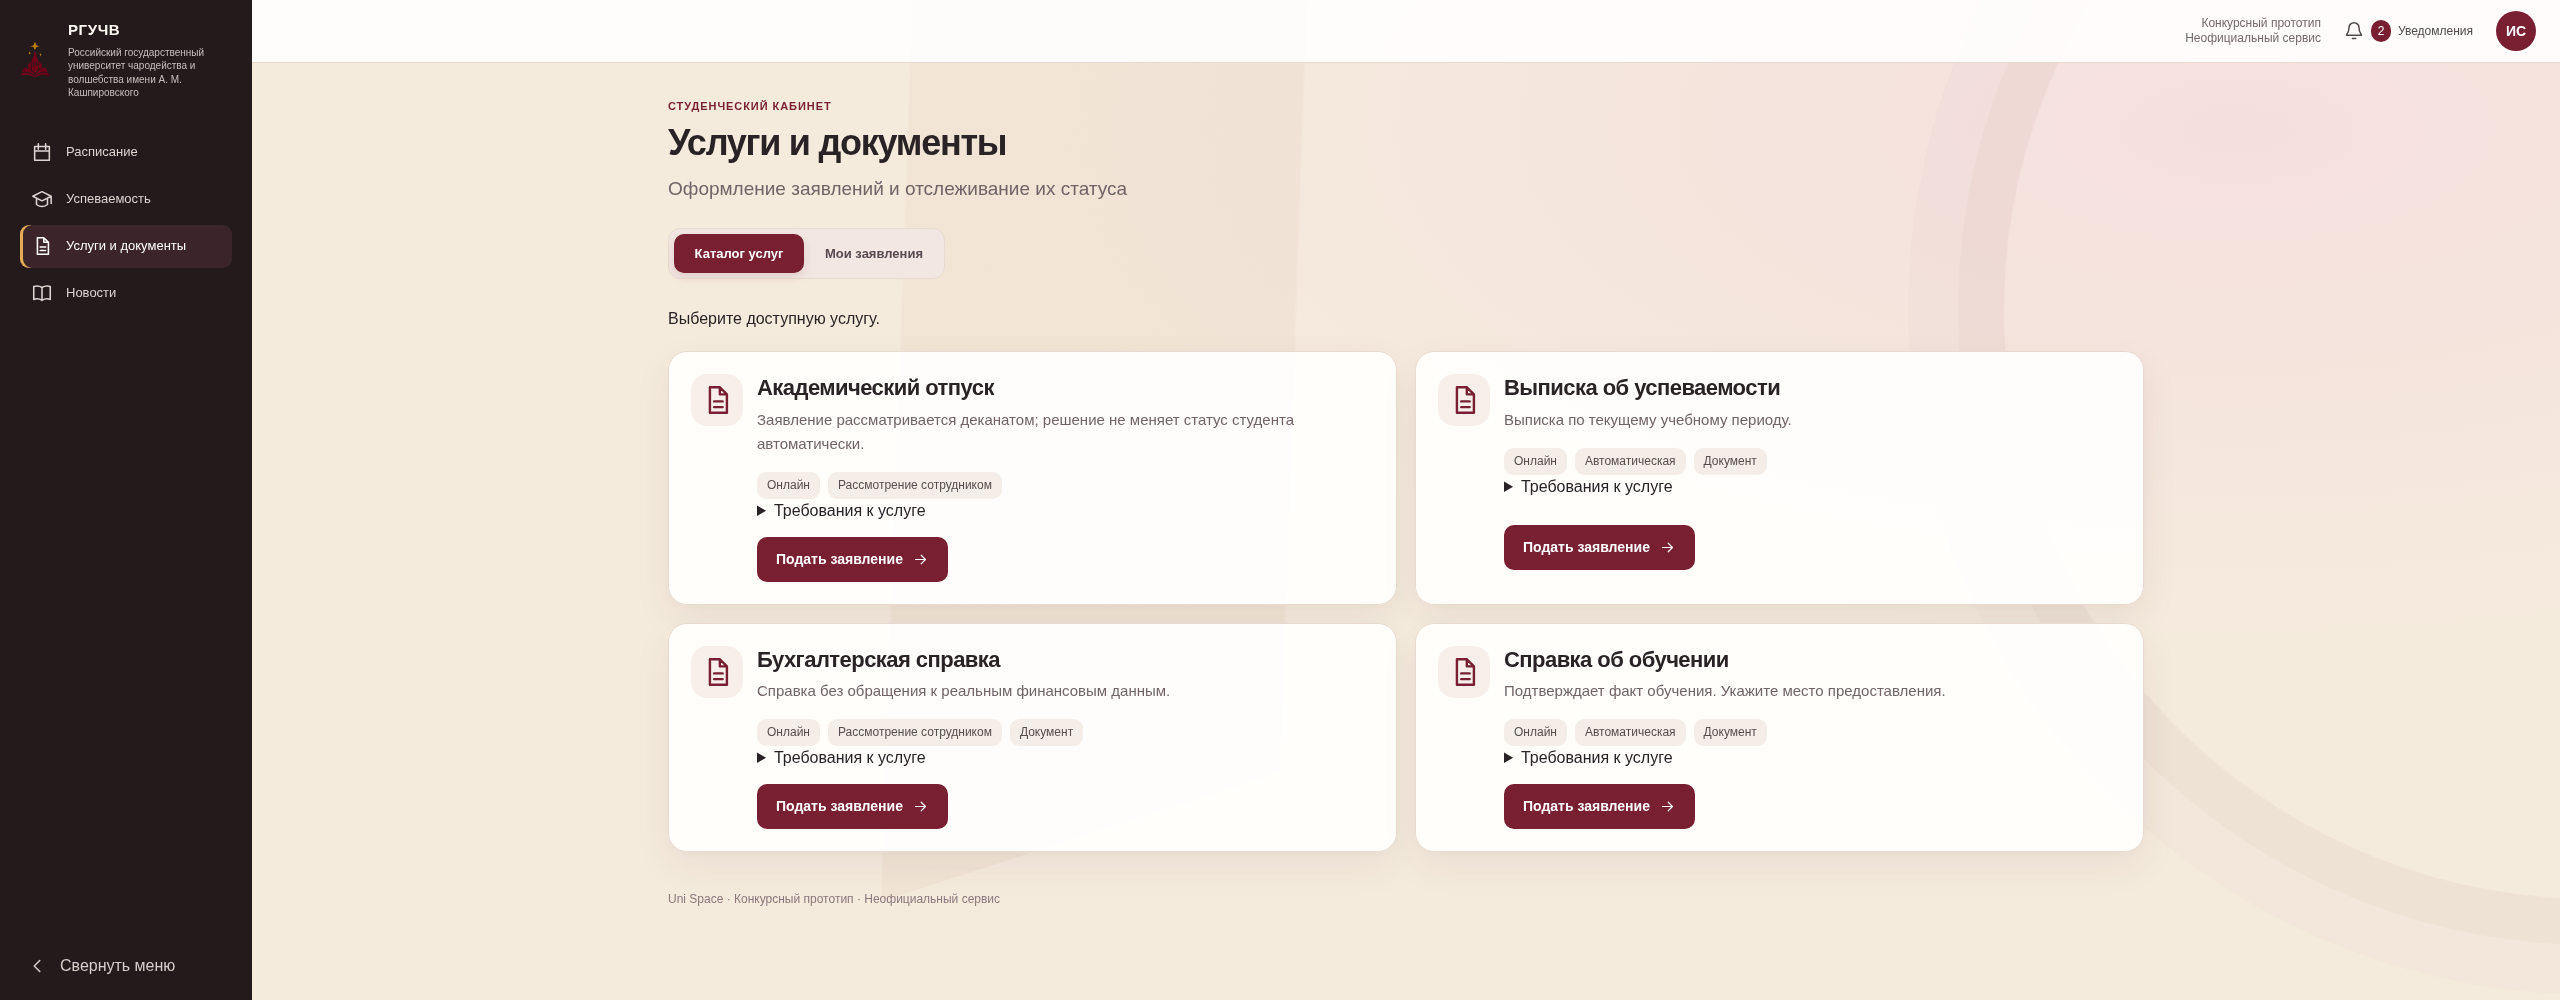 РГУЧВ
Российский государственный
университет чародейства и
волшебства имени А. М.
Кашпировского
Расписание
Успеваемость
Услуги и документы
Новости
Свернуть меню
Конкурсный прототип
Неофициальный сервис
2 Уведомления
ИС
СТУДЕНЧЕСКИЙ КАБИНЕТ
Услуги и документы
Оформление заявлений и отслеживание их статуса
Каталог услуг Мои заявления
Выберите доступную услугу.
Академический отпуск
Заявление рассматривается деканатом; решение не меняет статус студента
автоматически.
Онлайн Рассмотрение сотрудником
Требования к услуге
Подать заявление →
Выписка об успеваемости
Выписка по текущему учебному периоду.
Онлайн Автоматическая Документ
Требования к услуге
Подать заявление →
Бухгалтерская справка
Справка без обращения к реальным финансовым данным.
Онлайн Рассмотрение сотрудником Документ
Требования к услуге
Подать заявление →
Справка об обучении
Подтверждает факт обучения. Укажите место предоставления.
Онлайн Автоматическая Документ
Требования к услуге
Подать заявление →
Uni Space · Конкурсный прототип · Неофициальный сервис